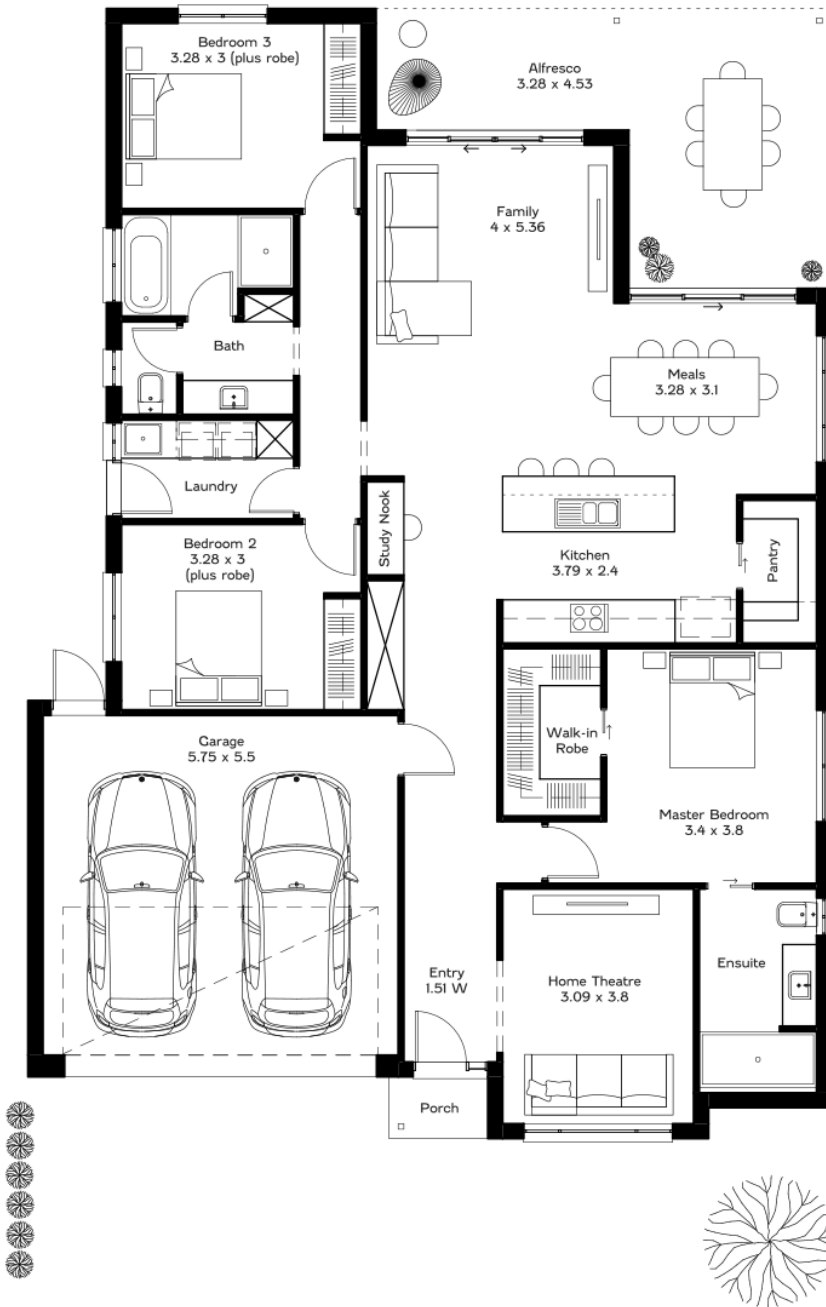 Bedroom 3
3.28 x 3 (plus robe)
Alfresco
3.28 x 4.53
Family
4 x 5.36
Bath
Meals
3.28 x 3.1
Laundry
Study Nook
Bedroom 2
3.28 x 3
(plus robe)
Kitchen
3.79 x 2.4
Pantry
Garage
5.75 x 5.5
Walk-in
Robe
Master Bedroom
3.4 x 3.8
Entry
1.51 W
Home Theatre
3.09 x 3.8
Ensuite
Porch